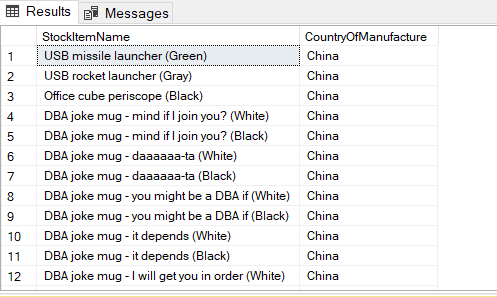 Results Messages
StockItemName CountryOfManufacture
1 USB missile launcher (Green) China
2 USB rocket launcher (Gray) China
3 Office cube periscope (Black) China
4 DBA joke mug - mind if I join you? (White) China
5 DBA joke mug - mind if I join you? (Black) China
6 DBA joke mug - daaaaaa-ta (White) China
7 DBA joke mug - daaaaaa-ta (Black) China
8 DBA joke mug - you might be a DBA if (White) China
9 DBA joke mug - you might be a DBA if (Black) China
10 DBA joke mug - it depends (White) China
11 DBA joke mug - it depends (Black) China
12 DBA joke mug - I will get you in order (White) China